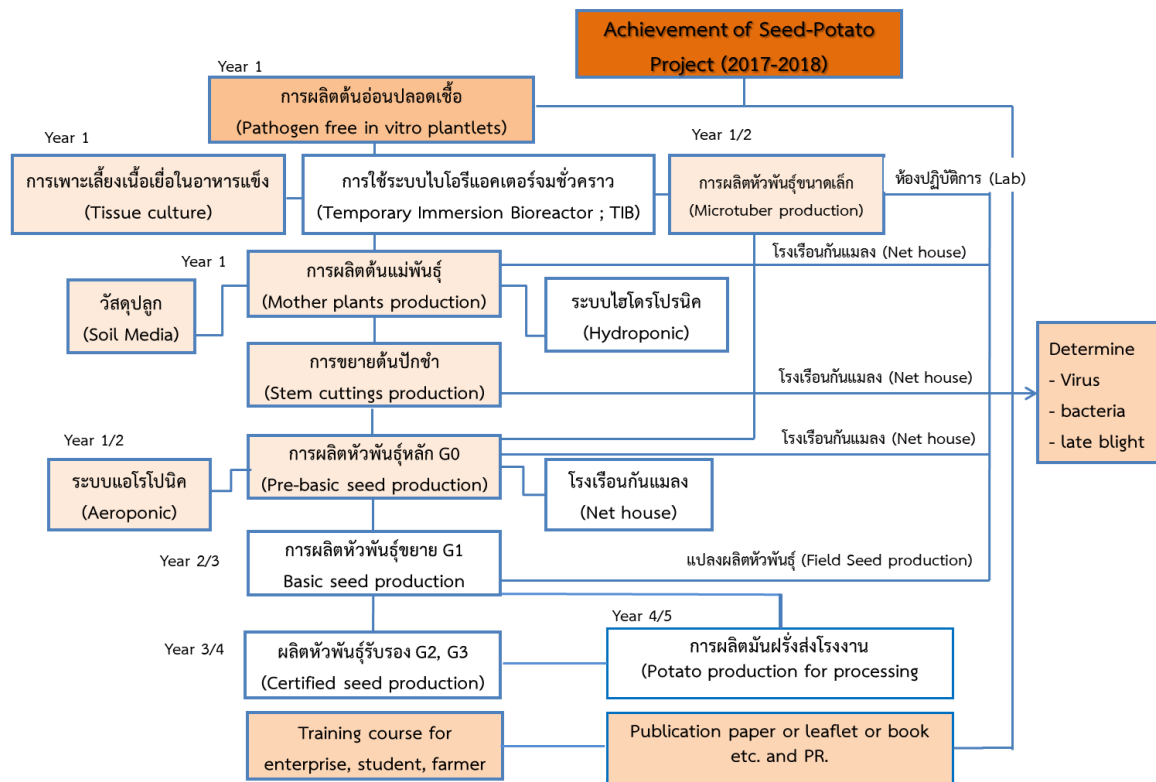 Achievement of Seed-Potato
Project (2017-2018)
Year 1
การผลิตต้นอ่อนปลอดเชื้อ
(Pathogen free in vitro plantlets)
Year 1
การเพาะเลี้ยงเนื้อเยื่อในอาหารแข็ง
(Tissue culture)
การใช้ระบบไบโอรีแอคเตอร์จมชั่วคราว
(Temporary Immersion Bioreactor ; TIB)
Year 1/2
การผลิตหัวพันธุ์ขนาดเล็ก
(Microtuber production)
ห้องปฏิบัติการ (Lab)
Year 1
การผลิตต้นแม่พันธุ์
(Mother plants production)
โรงเรือนกันแมลง (Net house)
วัสดุปลูก
(Soil Media)
ระบบไฮโดรโปรนิค
(Hydroponic)
การขยายต้นปักชำ
(Stem cuttings production)
โรงเรือนกันแมลง (Net house)
Determine
- Virus
- bacteria
- late blight
Year 1/2
การผลิตหัวพันธุ์หลัก G0
(Pre-basic seed production)
โรงเรือนกันแมลง (Net house)
ระบบแอโรโปนิค
(Aeroponic)
โรงเรือนกันแมลง
(Net house)
Year 2/3
การผลิตหัวพันธุ์ขยาย G1
Basic seed production
แปลงผลิตหัวพันธุ์ (Field Seed production)
Year 3/4
ผลิตหัวพันธุ์รับรอง G2, G3
(Certified seed production)
Year 4/5
การผลิตมันฝรั่งส่งโรงงาน
(Potato production for processing
Training course for
enterprise, student, farmer
Publication paper or leaflet or book
etc. and PR.